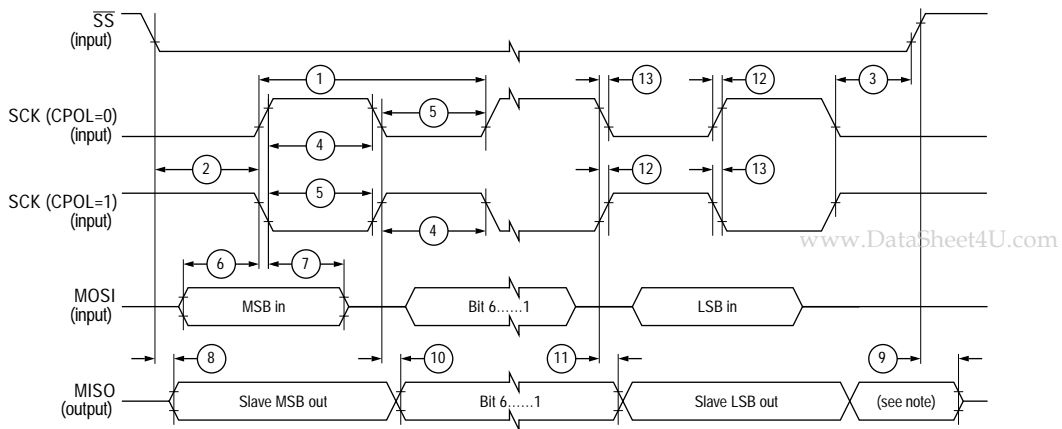 SS
(input)
1
13
12
3
SCK (CPOL=0)
(input)
5
4
2
12
13
SCK (CPOL=1)
(input)
5
4
www.DataSheet4U.com
6
7
MOSI
(input)
MSB in
Bit 6......1
LSB in
8
10
11
9
MISO
(output)
Slave MSB out
Bit 6......1
Slave LSB out
(see note)